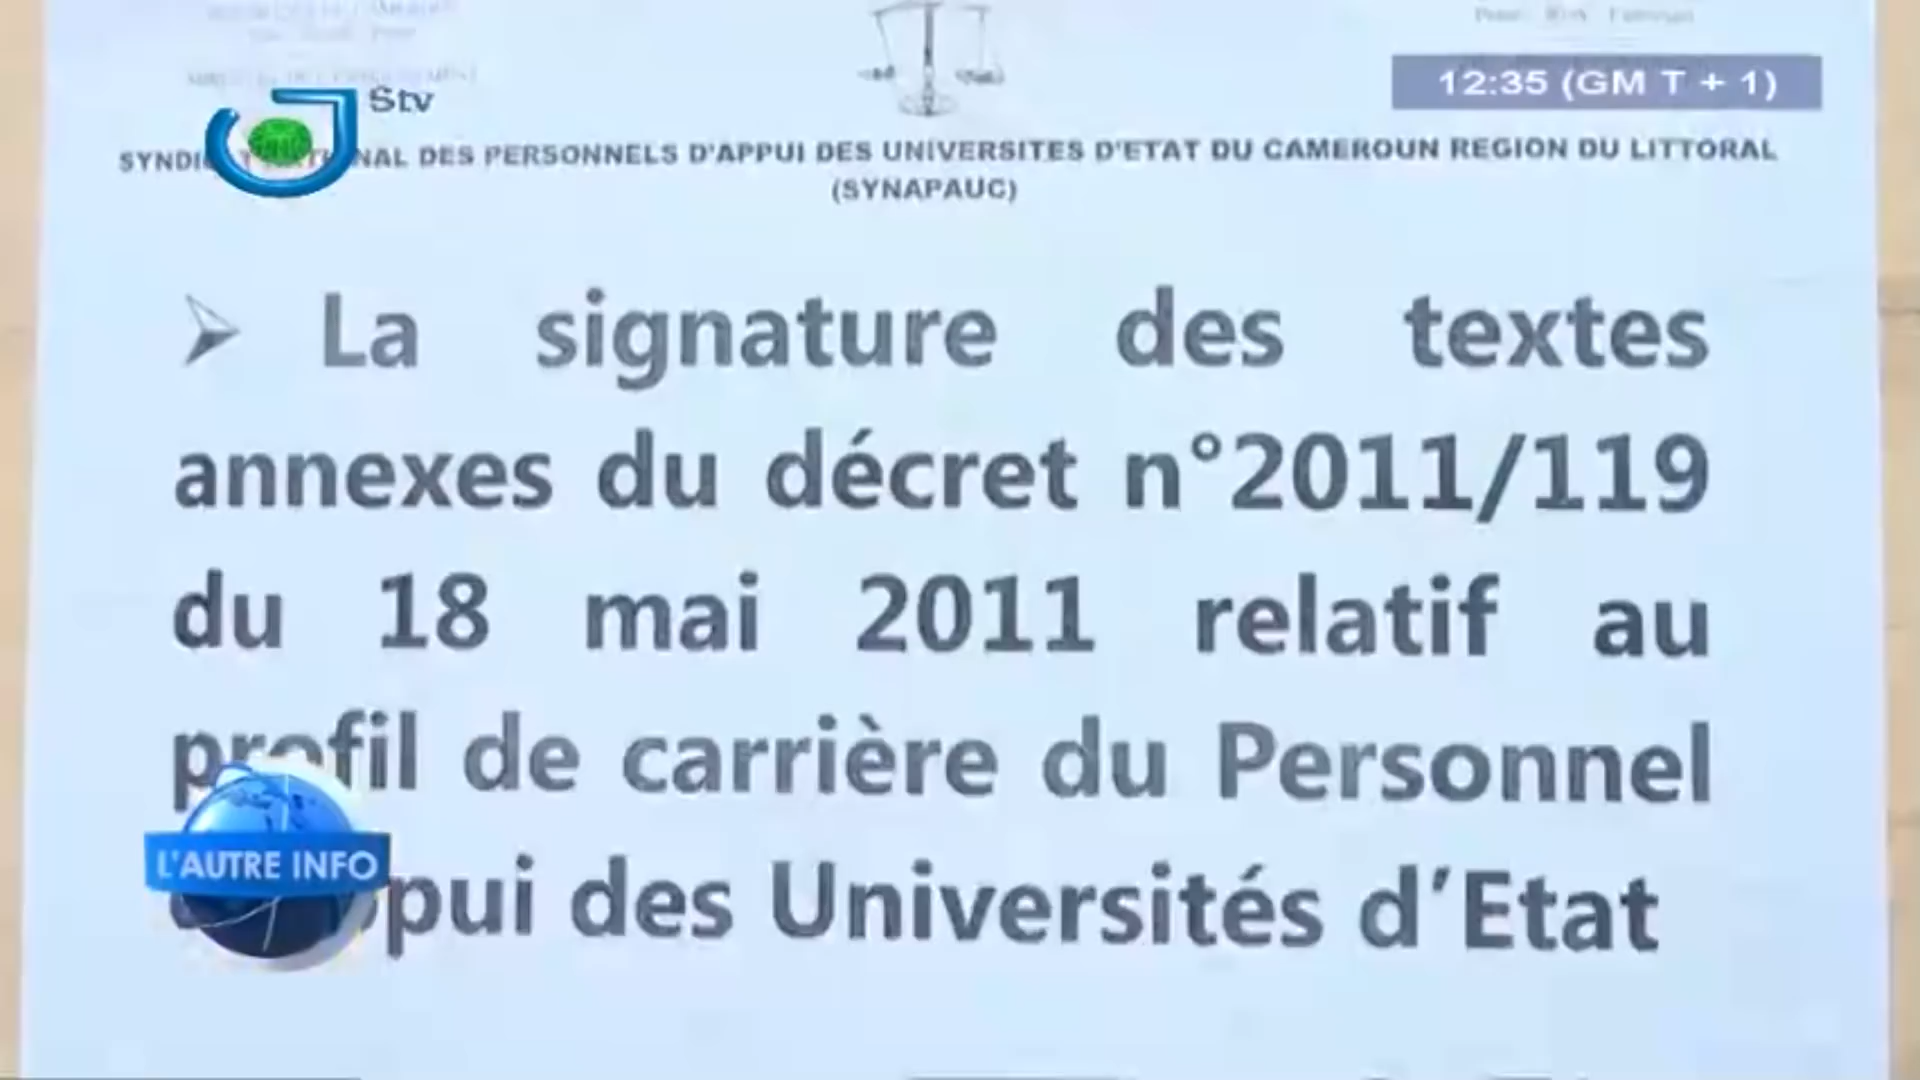 Stv
12:35 (GM T + 1)
DES PERSONNELS D'APPUI DES UNIVERSITES D'ETAT DU CAMEROUN REGION DU LITTORAL
(SYNAPAUC)
➢ La signature des textes
annexes du décret n°2011/119
du 18 mai 2011 relatif au
profil de carrière du Personnel
pui des Universités d'Etat
L'AUTRE INFO